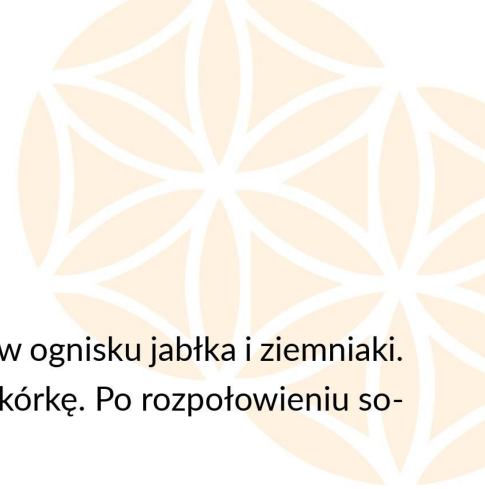 w ognisku jabłka i ziemniaki.
kórkę. Po rozpołowieniu so-